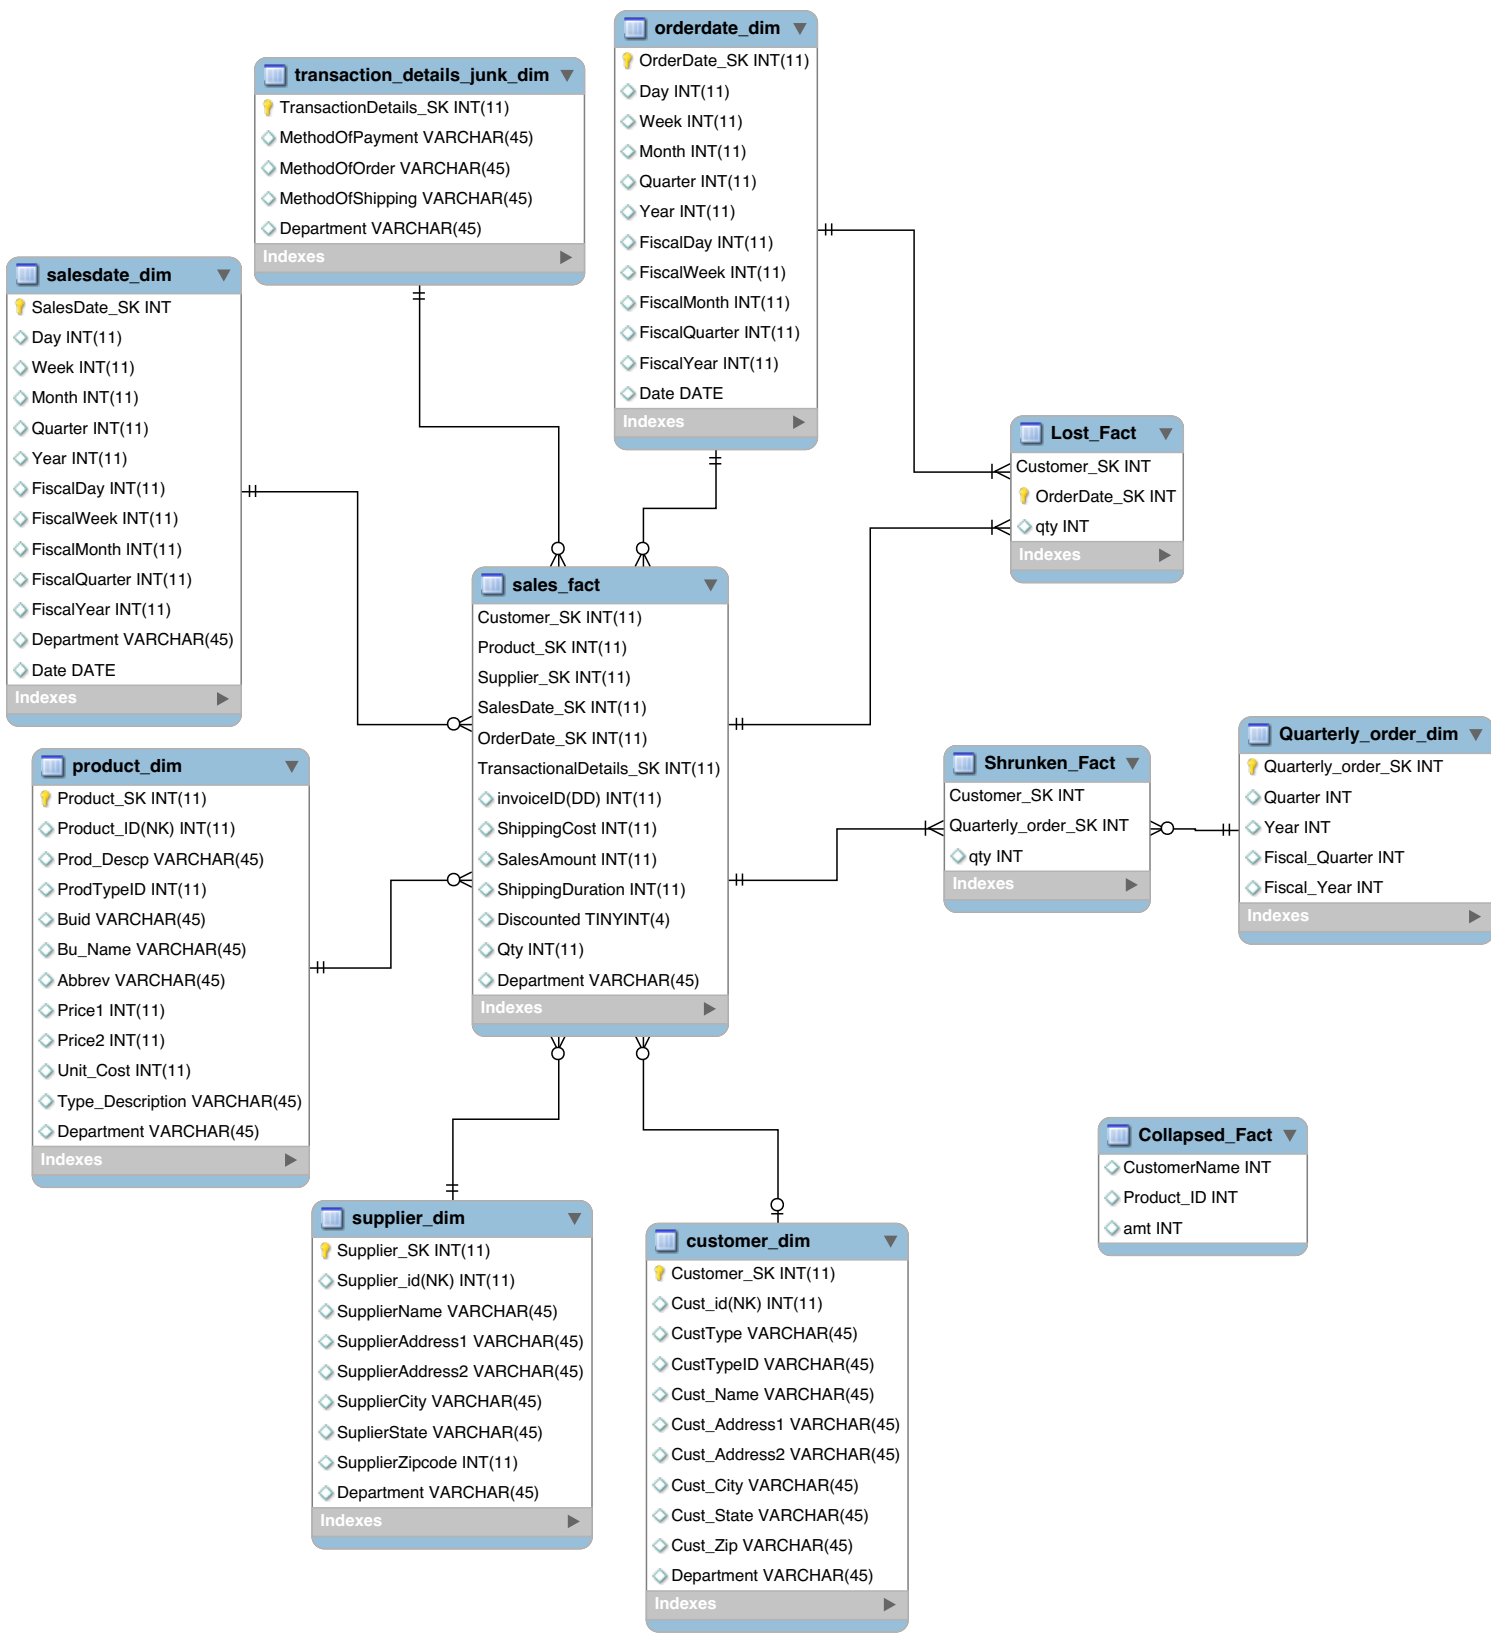 orderdate_dim
OrderDate_SK INT(11)
Day INT(11)
Week INT(11)
Month INT(11)
Quarter INT(11)
Year INT(11)
FiscalDay INT(11)
FiscalWeek INT(11)
FiscalMonth INT(11)
FiscalQuarter INT(11)
FiscalYear INT(11)
Date DATE
Indexes
transaction_details_junk_dim
TransactionDetails_SK INT(11)
MethodOfPayment VARCHAR(45)
MethodOfOrder VARCHAR(45)
MethodOfShipping VARCHAR(45)
Department VARCHAR(45)
Indexes
salesdate_dim
SalesDate_SK INT
Day INT(11)
Week INT(11)
Month INT(11)
Quarter INT(11)
Year INT(11)
FiscalDay INT(11)
FiscalWeek INT(11)
FiscalMonth INT(11)
FiscalQuarter INT(11)
FiscalYear INT(11)
Department VARCHAR(45)
Date DATE
Indexes
Lost_Fact
Customer_SK INT
OrderDate_SK INT
qty INT
Indexes
sales_fact
Customer_SK INT(11)
Product_SK INT(11)
Supplier_SK INT(11)
SalesDate_SK INT(11)
OrderDate_SK INT(11)
TransactionalDetails_SK INT(11)
invoiceID(DD) INT(11)
ShippingCost INT(11)
SalesAmount INT(11)
ShippingDuration INT(11)
Discounted TINYINT(4)
Qty INT(11)
Department VARCHAR(45)
Indexes
Shrunken_Fact
Customer_SK INT
Quarterly_order_SK INT
qty INT
Indexes
Quarterly_order_dim
Quarterly_order_SK INT
Quarter INT
Year INT
Fiscal_Quarter INT
Fiscal_Year INT
Indexes
product_dim
Product_SK INT(11)
Product_ID(NK) INT(11)
Prod_Descp VARCHAR(45)
ProdTypeID INT(11)
Buid VARCHAR(45)
Bu_Name VARCHAR(45)
Abbrev VARCHAR(45)
Price1 INT(11)
Price2 INT(11)
Unit_Cost INT(11)
Type_Description VARCHAR(45)
Department VARCHAR(45)
Indexes
Collapsed_Fact
CustomerName INT
Product_ID INT
amt INT
supplier_dim
Supplier_SK INT(11)
Supplier_id(NK) INT(11)
SupplierName VARCHAR(45)
SupplierAddress1 VARCHAR(45)
SupplierAddress2 VARCHAR(45)
SupplierCity VARCHAR(45)
SuplierState VARCHAR(45)
SupplierZipcode INT(11)
Department VARCHAR(45)
Indexes
customer_dim
Customer_SK INT(11)
Cust_id(NK) INT(11)
CustType VARCHAR(45)
CustTypeID VARCHAR(45)
Cust_Name VARCHAR(45)
Cust_Address1 VARCHAR(45)
Cust_Address2 VARCHAR(45)
Cust_City VARCHAR(45)
Cust_State VARCHAR(45)
Cust_Zip VARCHAR(45)
Department VARCHAR(45)
Indexes